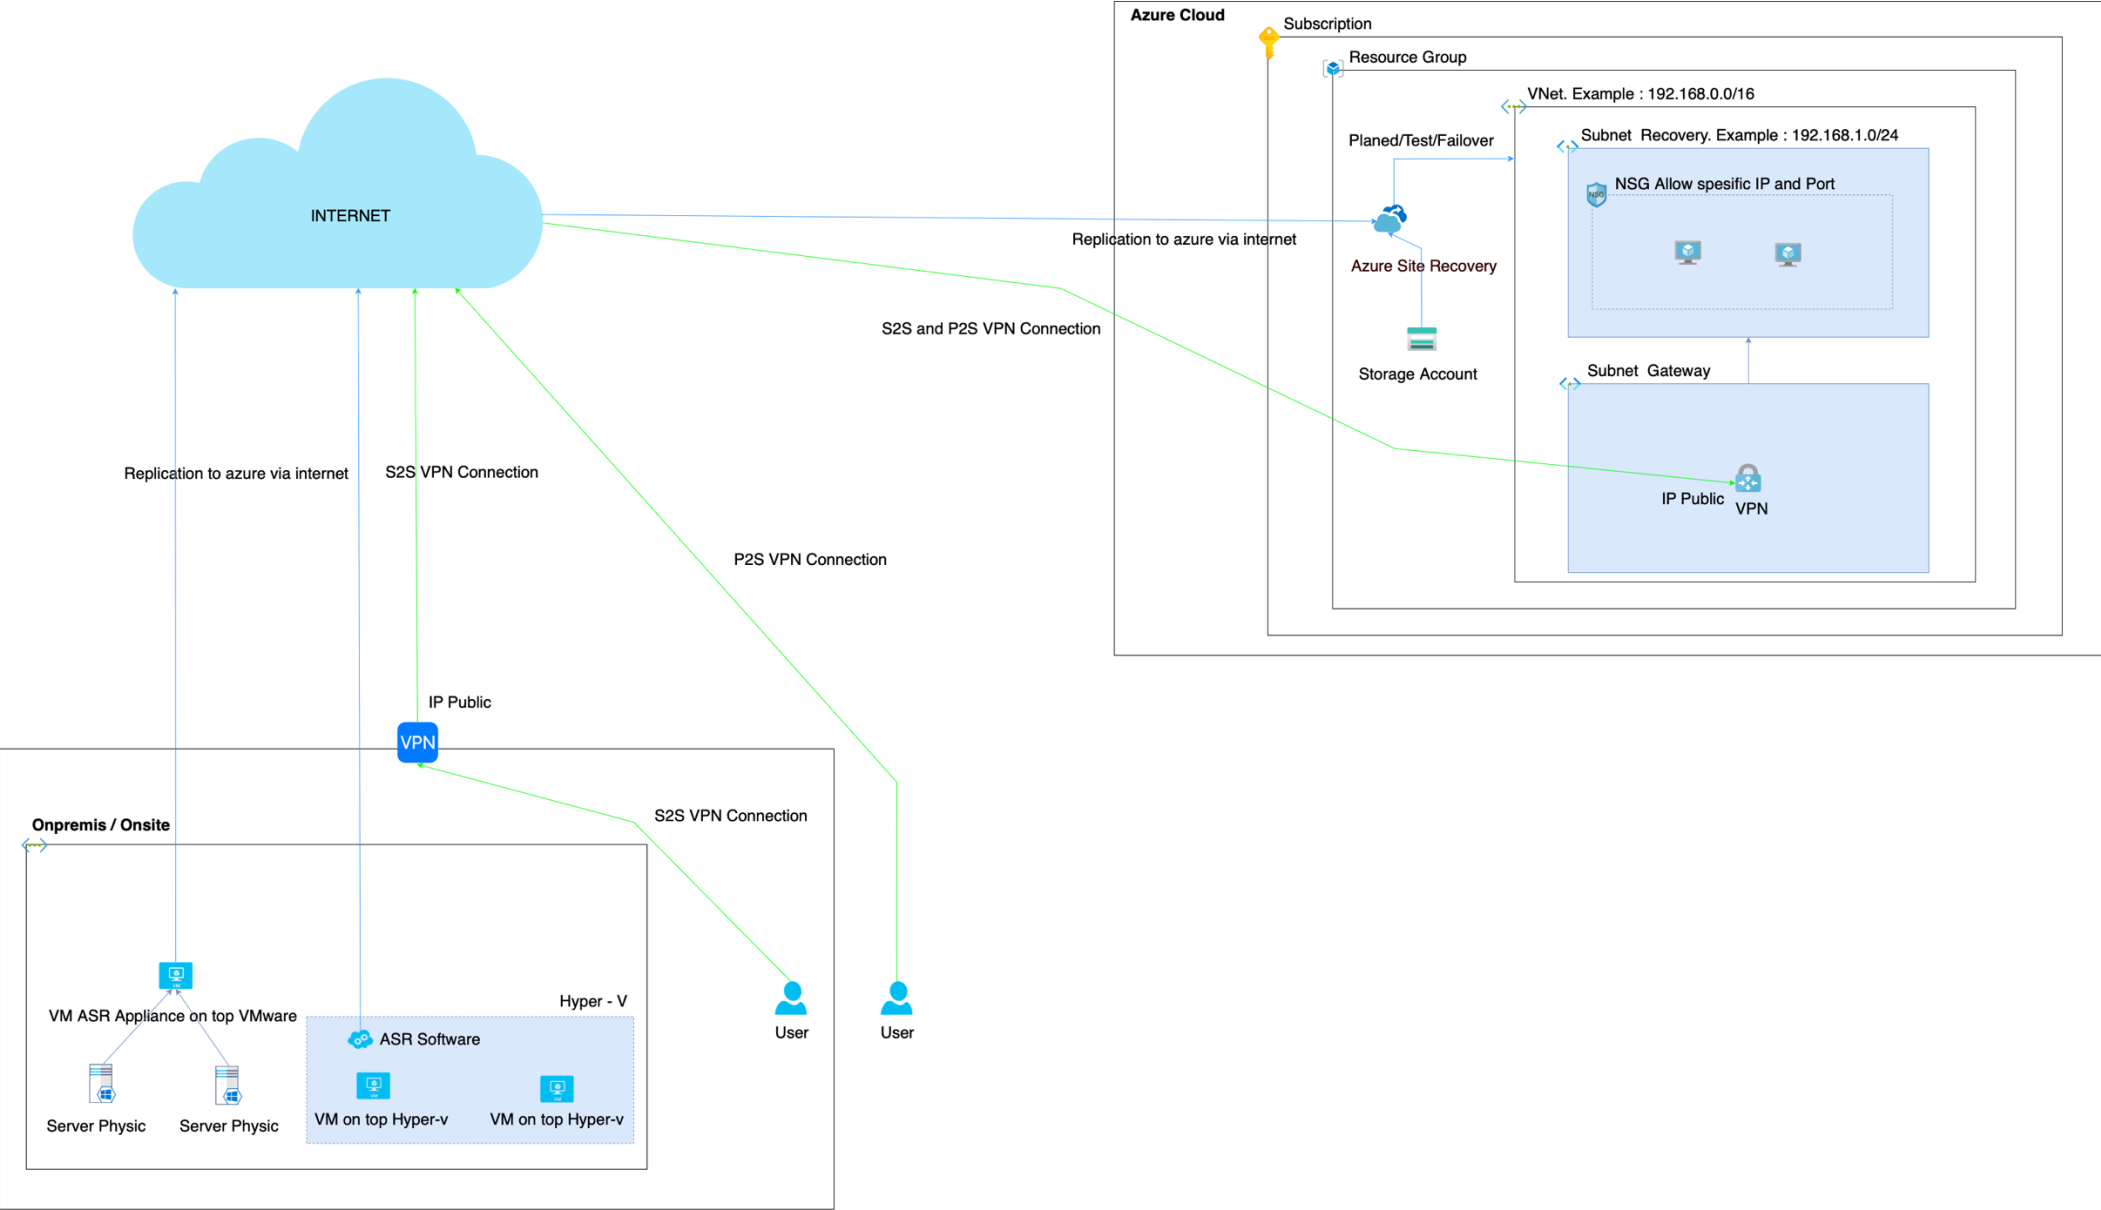 Azure Cloud
Subscription
Resource Group
VNet. Example : 192.168.0.0/16
Planed/Test/Failover
Subnet Recovery. Example : 192.168.1.0/24
NSG Allow spesific IP and Port
NSG
INTERNET
Replication to azure via internet
Azure Site Recovery
S2S and P2S VPN Connection
Storage Account
Subnet Gateway
Replication to azure via internet
S2S VPN Connection
IP Public
VPN
P2S VPN Connection
IP Public
VPN
S2S VPN Connection
Onpremis / Onsite
VM
VM ASR Appliance on top VMware
Hyper - V
ASR Software
User
User
VM
VM
Server Physic
Server Physic
VM on top Hyper-v
VM on top Hyper-v